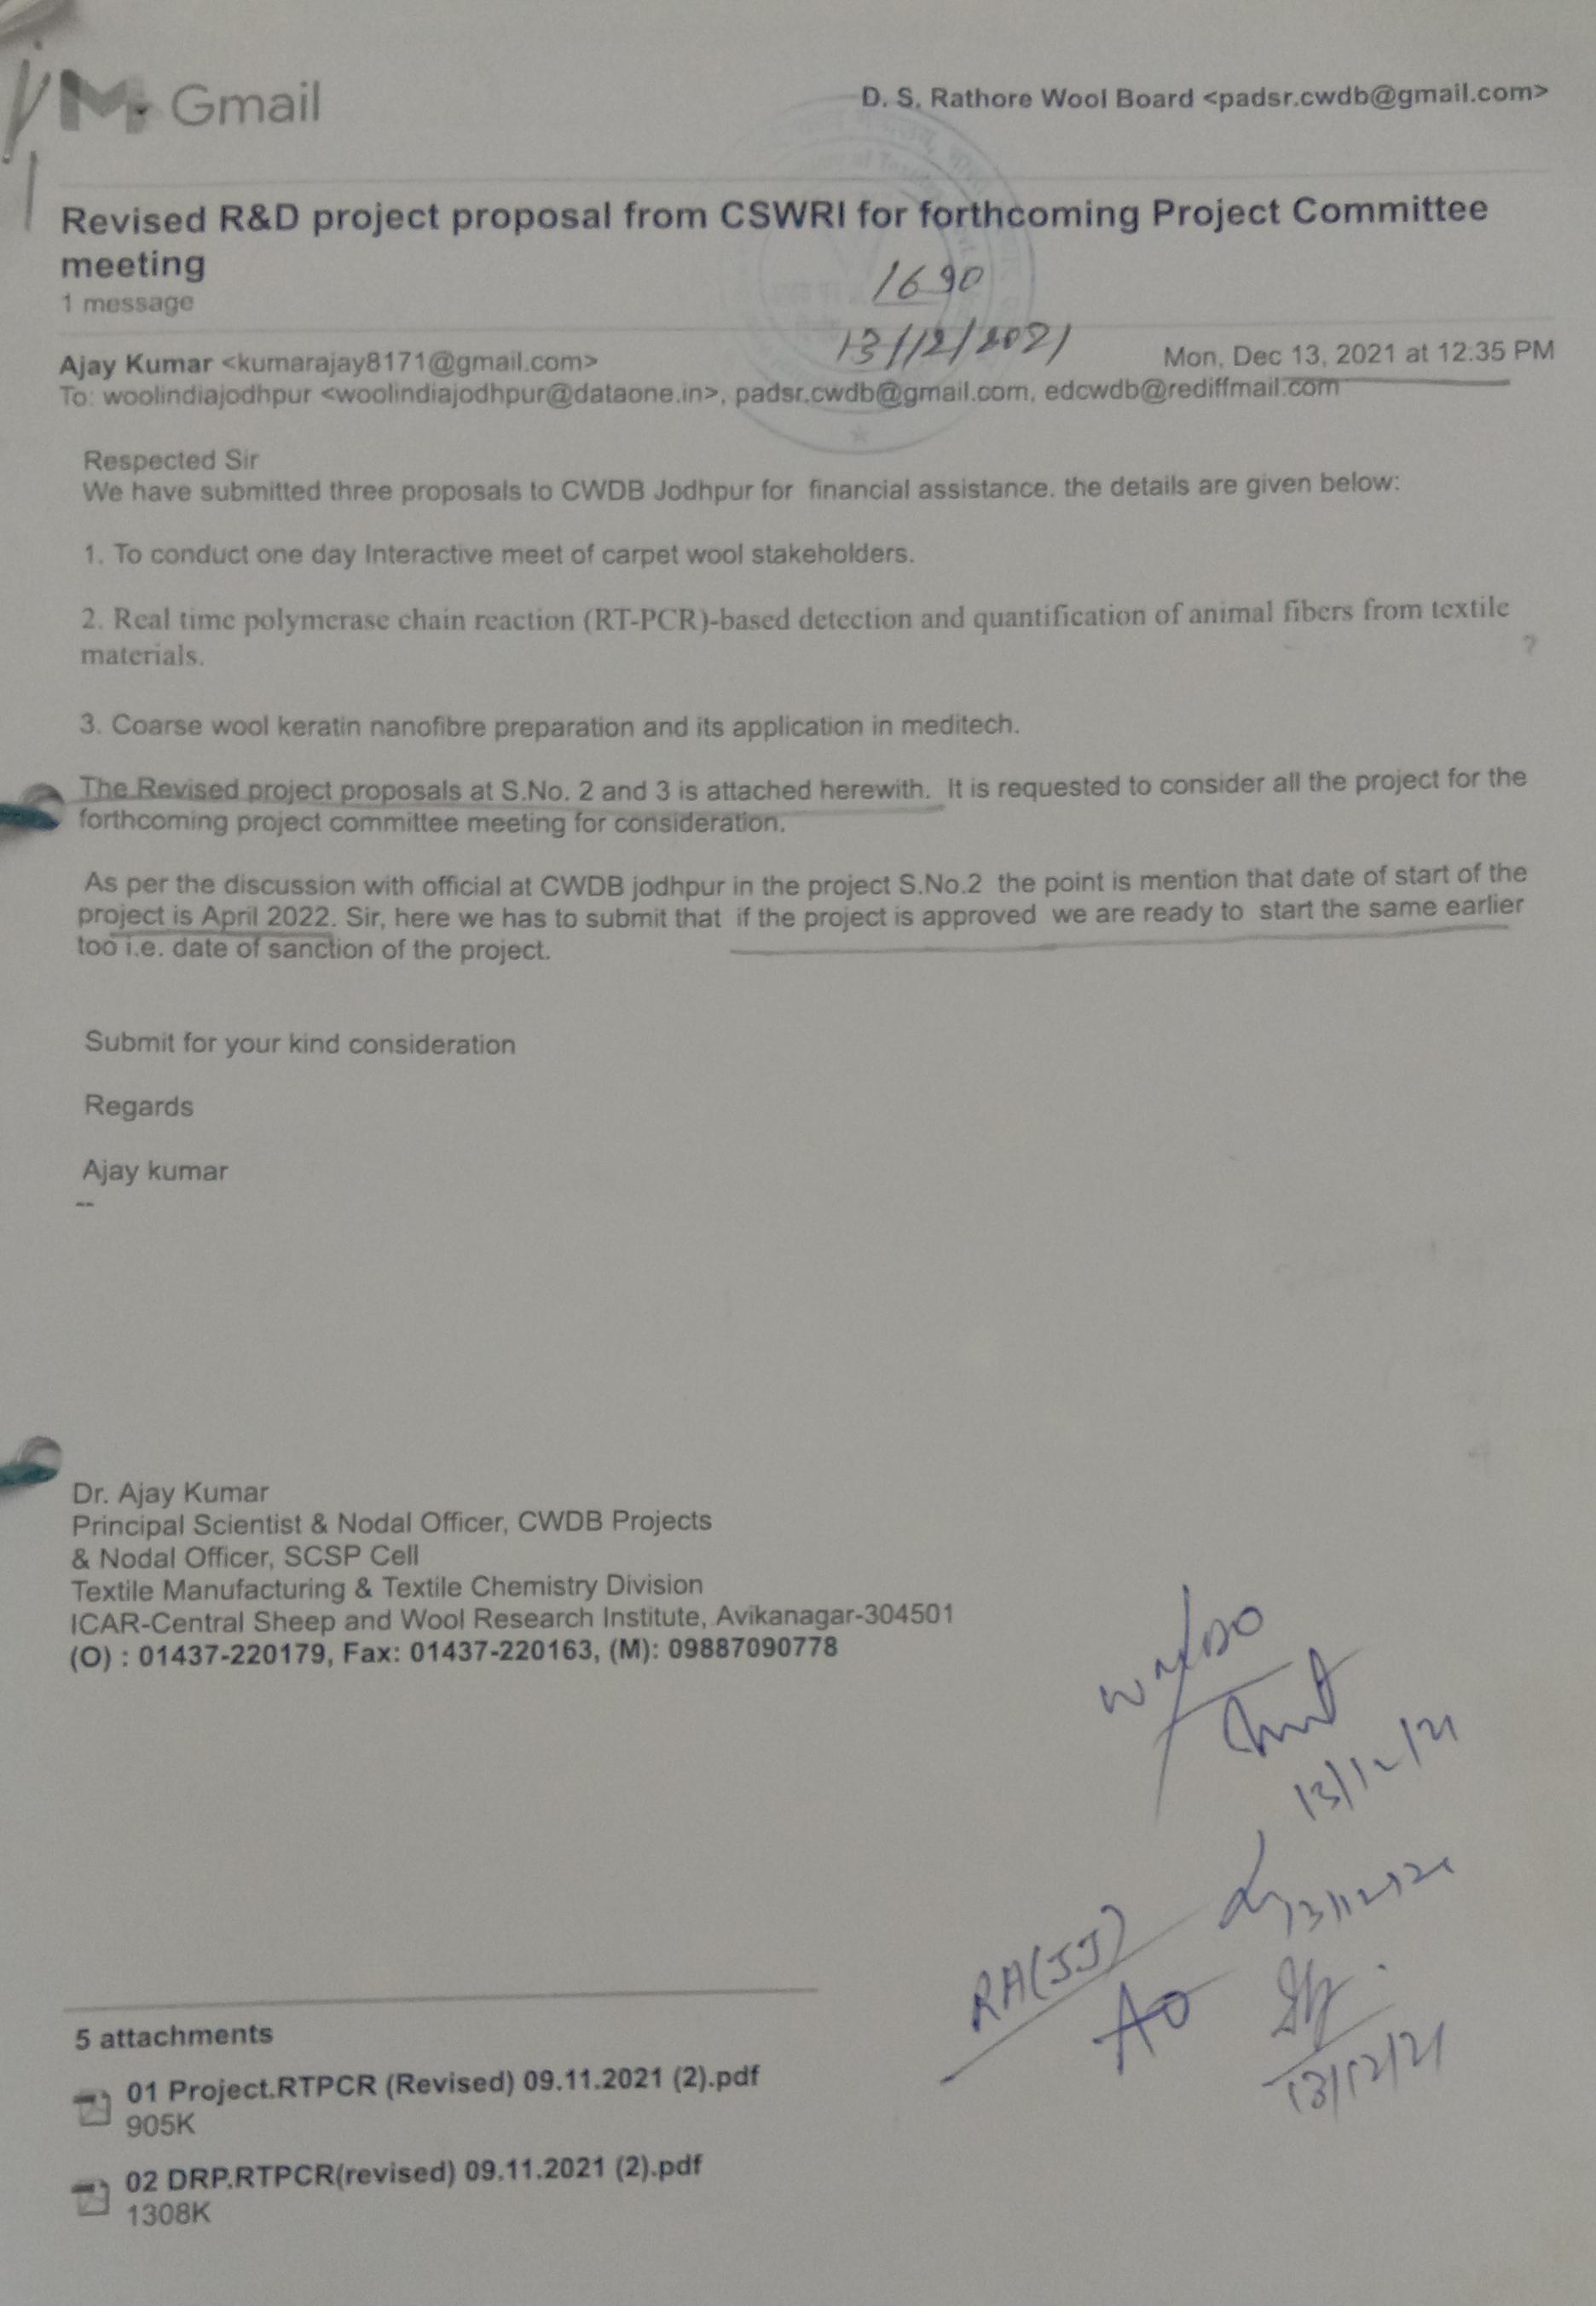 M Gmail
D. S. Rathore Wool Board <padsr.cwdb@gmail.com>
Revised R&D project proposal from CSWRI for forthcoming Project Committee
meeting
1 message
1690
13/12/2021
Ajay Kumar <kumarajay8171@gmail.com>
Mon, Dec 13, 2021 at 12:35 PM
To: woolindiajodhpur <woolindiajodhpur@dataone.in>, padsr.cwdb@gmail.com, edcwdb@rediffmail.com
Respected Sir
We have submitted three proposals to CWDB Jodhpur for financial assistance. the details are given below:
1. To conduct one day Interactive meet of carpet wool stakeholders.
2. Real time polymerase chain reaction (RT-PCR)-based detection and quantification of animal fibers from textile
materials.
?
3. Coarse wool keratin nanofibre preparation and its application in meditech.
The Revised project proposals at S.No. 2 and 3 is attached herewith. It is requested to consider all the project for the
forthcoming project committee meeting for consideration.
As per the discussion with official at CWDB jodhpur in the project S.No.2 the point is mention that date of start of the
project is April 2022. Sir, here we has to submit that if the project is approved we are ready to start the same earlier
too i.e. date of sanction of the project.
Submit for your kind consideration
Regards
Ajay kumar
--
Dr. Ajay Kumar
Principal Scientist & Nodal Officer, CWDB Projects
& Nodal Officer, SCSP Cell
Textile Manufacturing & Textile Chemistry Division
ICAR-Central Sheep and Wool Research Institute, Avikanagar-304501
(O) : 01437-220179, Fax: 01437-220163, (M): 09887090778
13/12/21
RA(JJ)
13/12/21
AO
13/12/21
5 attachments
01 Project.RTPCR (Revised) 09.11.2021 (2).pdf
905K
02 DRP.RTPCR(revised) 09.11.2021 (2).pdf
1308K